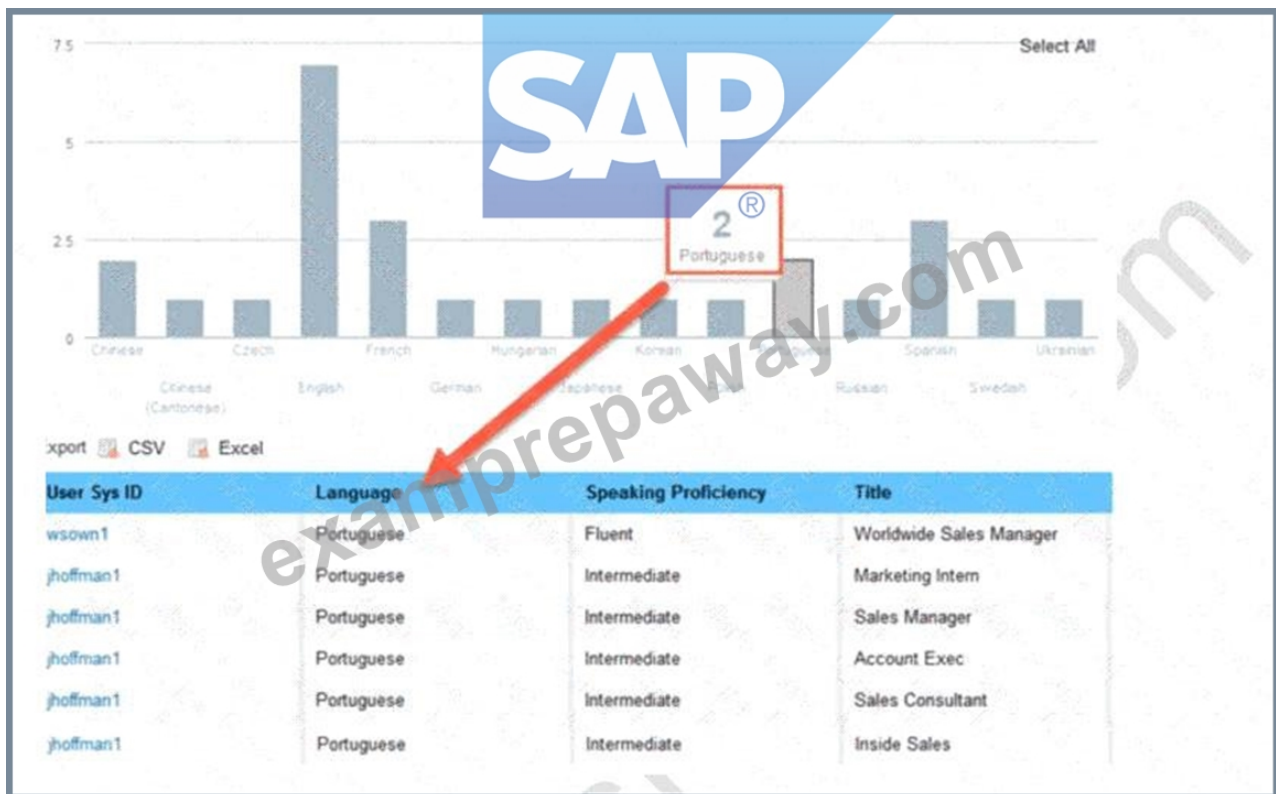 7.5
Select All
SAP
®
5
2
Portuguese
2.5
0
Chinese Czech French Hungarian Korean Portuguese Spanish Ukrainian
Chinese English German Japanese Polish Russian Swedish
(Cantonese)
xport CSV Excel
User Sys ID Language Speaking Proficiency Title
wsown1 Portuguese Fluent Worldwide Sales Manager
jhoffman1 Portuguese Intermediate Marketing Intern
jhoffman1 Portuguese Intermediate Sales Manager
jhoffman1 Portuguese Intermediate Account Exec
jhoffman1 Portuguese Intermediate Sales Consultant
jhoffman1 Portuguese Intermediate Inside Sales
examprepaway.com
om